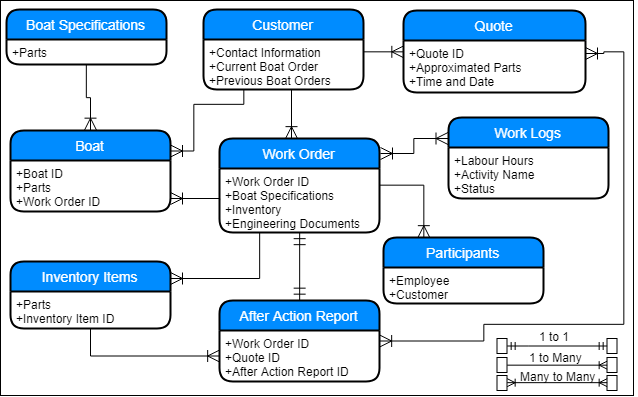 Boat Specifications
+Parts
Customer
+Contact Information
+Current Boat Order
+Previous Boat Orders
Quote
+Quote ID
+Approximated Parts
+Time and Date
Boat
+Boat ID
+Parts
+Work Order ID
Work Order
+Work Order ID
+Boat Specifications
+Inventory
+Engineering Documents
Work Logs
+Labour Hours
+Activity Name
+Status
Participants
+Employee
+Customer
Inventory Items
+Parts
+Inventory Item ID
After Action Report
+Work Order ID
+Quote ID
+After Action Report ID
1 to 1
1 to Many
Many to Many